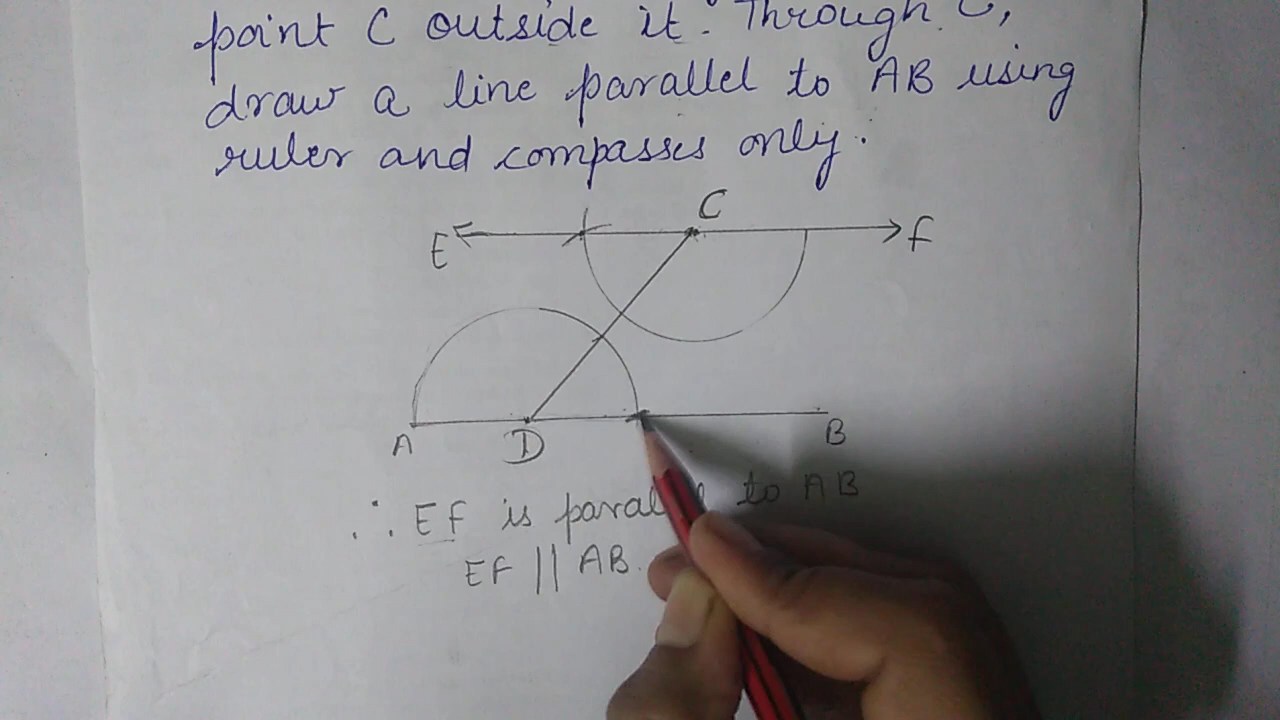 point C outside it. Through C,
draw a line parallel to AB using
ruler and compasses only.
C
E
F
A
D
B
∴ EF is parallel to AB
EF || AB.